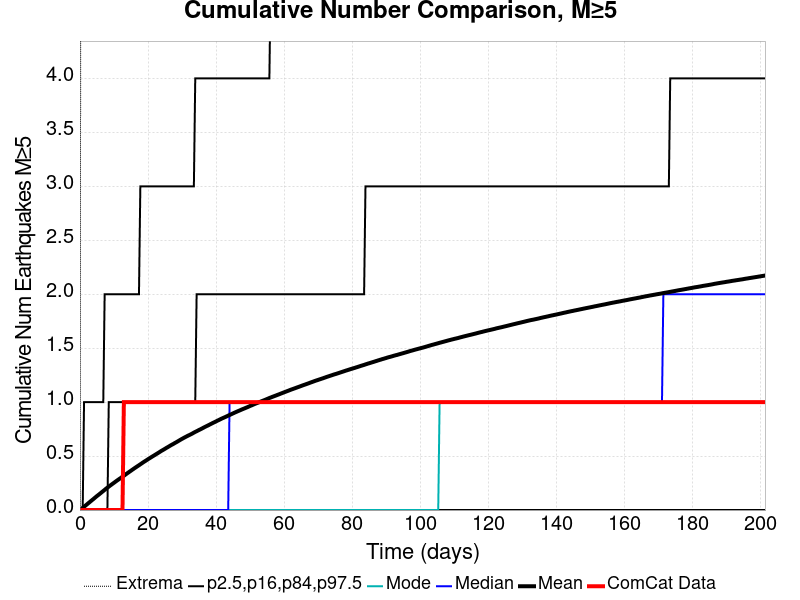 Cumulative Number Comparison, M≥5
Cumulative Num Earthquakes M≥5
4.0
3.5
3.0
2.5
2.0
1.5
1.0
0.5
0.0
0 20 40 60 80 100 120 140 160 180 200
Time (days)
Extrema p2.5,p16,p84,p97.5 Mode Median Mean ComCat Data